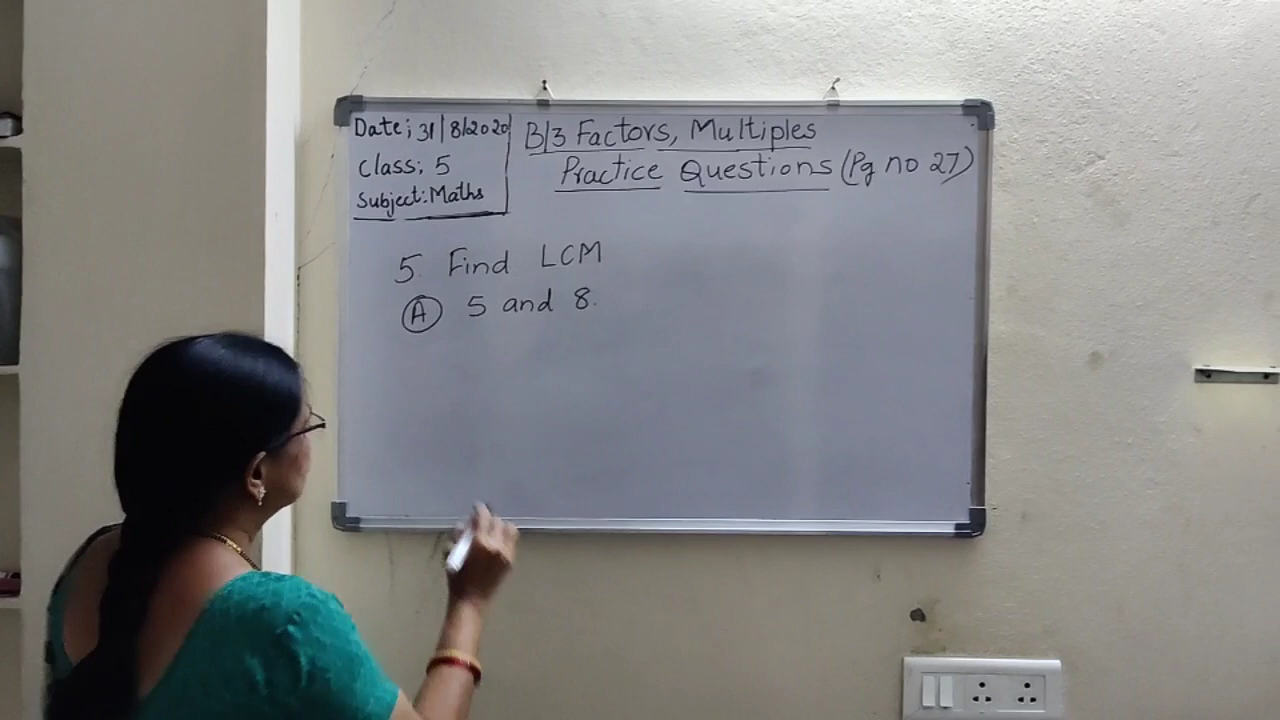 Date; 31/8/2020
Class; 5
Subject:Maths
B/3 Factors, Multiples
Practice Questions (Pg no 27)
5. Find LCM
A 5 and 8.